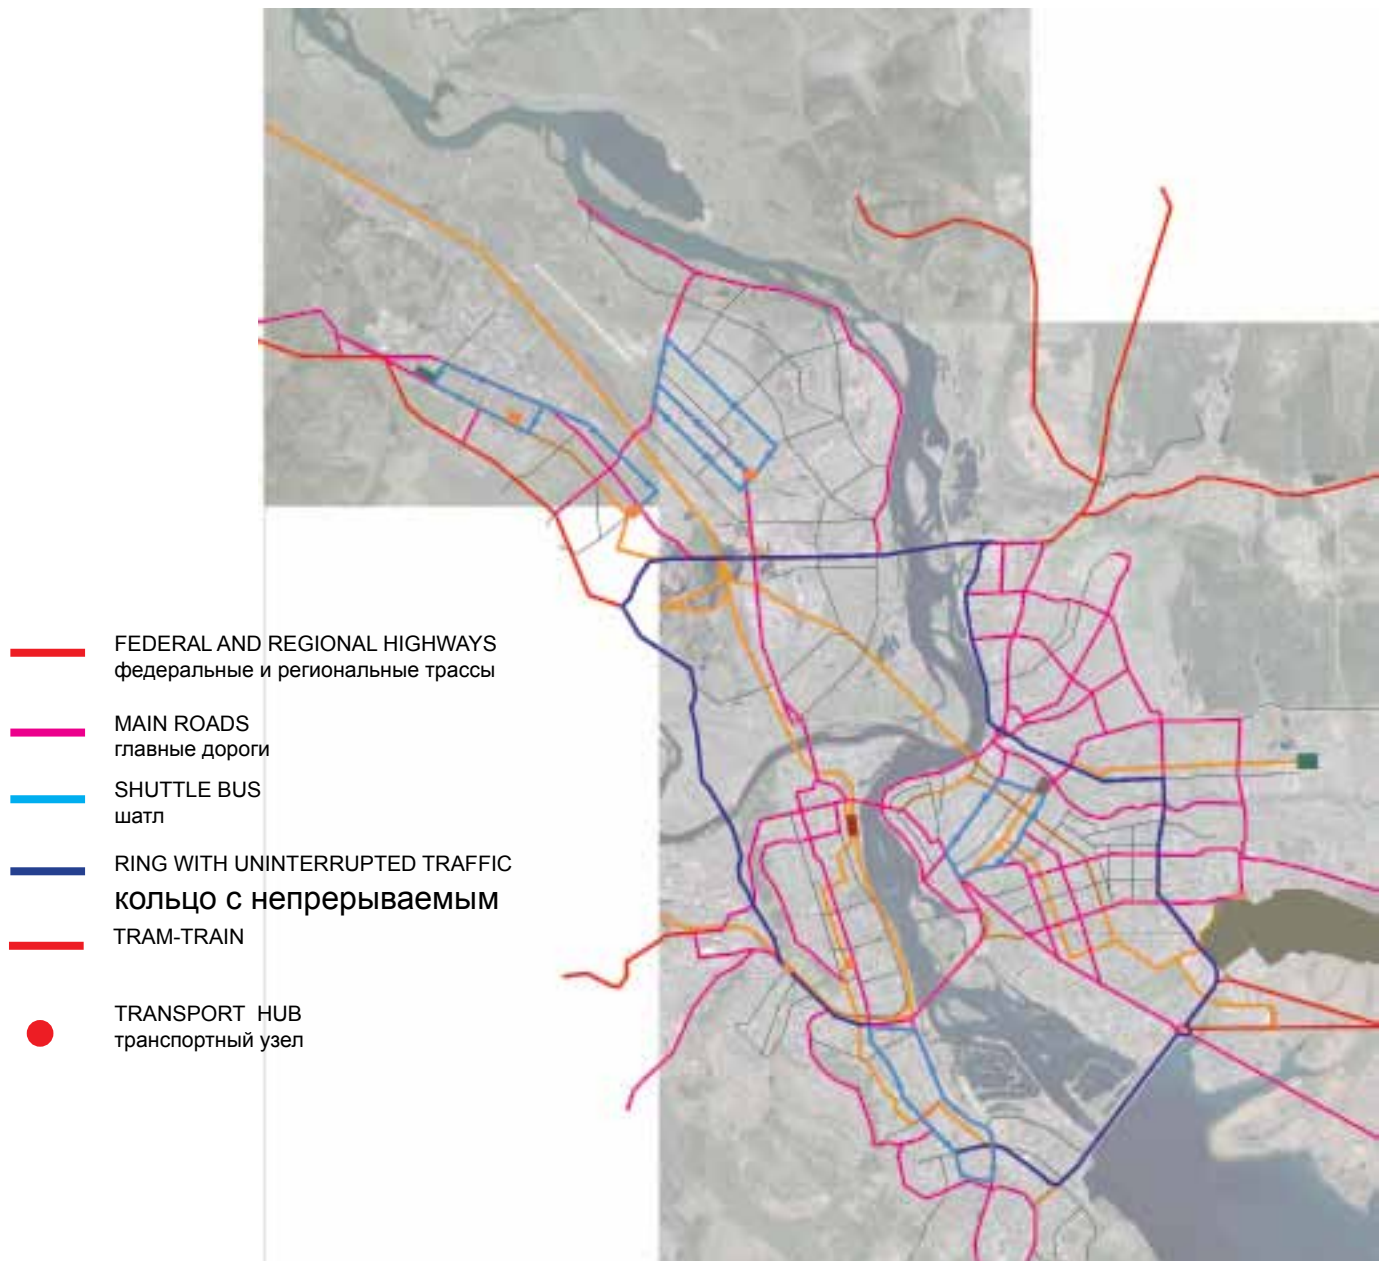 FEDERAL AND REGIONAL HIGHWAYS
федеральные и региональные трассы
MAIN ROADS
главные дороги
SHUTTLE BUS
шатл
RING WITH UNINTERRUPTED TRAFFIC
кольцо с непрерываемым
TRAM-TRAIN
TRANSPORT HUB
транспортный узел